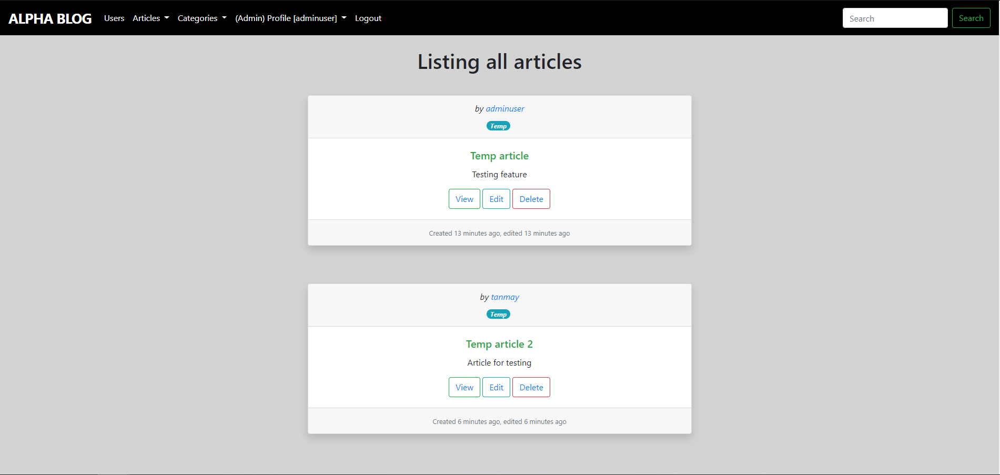 ALPHA BLOG Users Articles Categories (Admin) Profile [adminuser] Logout Search Search
Listing all articles
by adminuser
Temp
Temp article
Testing feature
View Edit Delete
Created 13 minutes ago, edited 13 minutes ago
by tanmay
Temp
Temp article 2
Article for testing
View Edit Delete
Created 6 minutes ago, edited 6 minutes ago